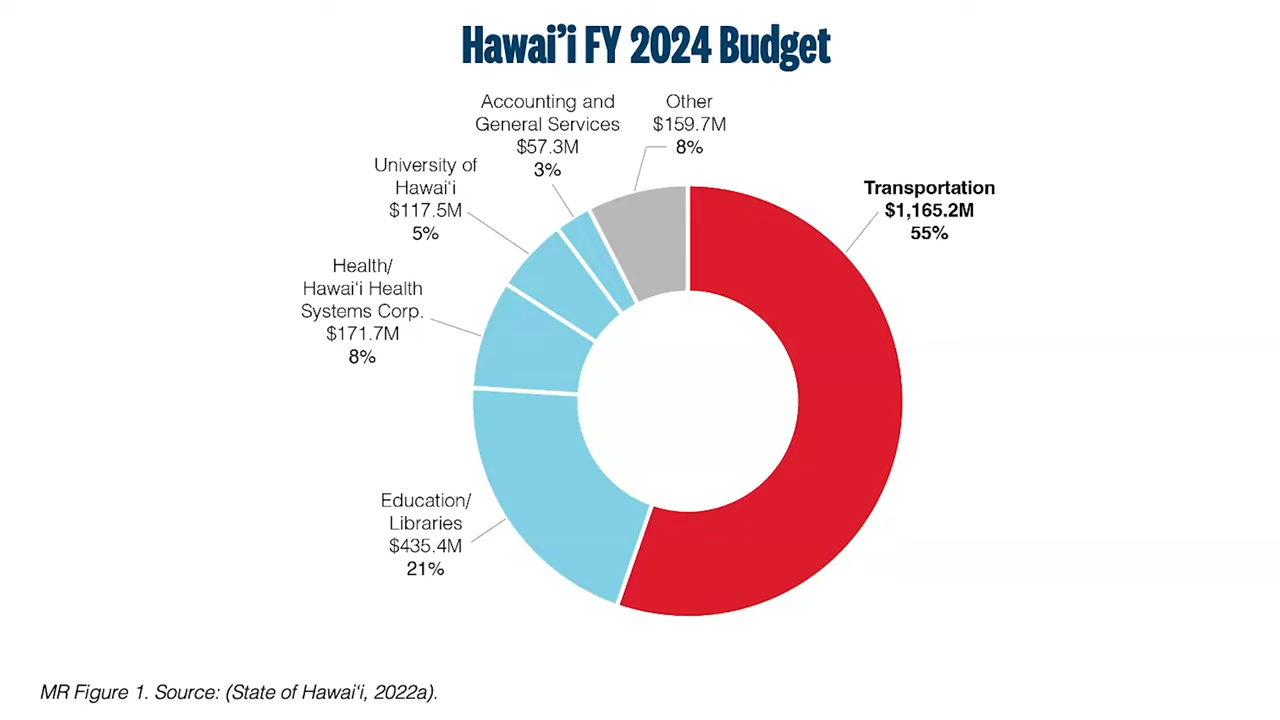 Hawai’i FY 2024 Budget
Accounting and
General Services
$57.3M
3%
Other
$159.7M
8%
University of
Hawai‘i
$117.5M
5%
Transportation
$1,165.2M
55%
Health/
Hawai‘i Health
Systems Corp.
$171.7M
8%
Education/
Libraries
$435.4M
21%
MR Figure 1. Source: (State of Hawai‘i, 2022a).